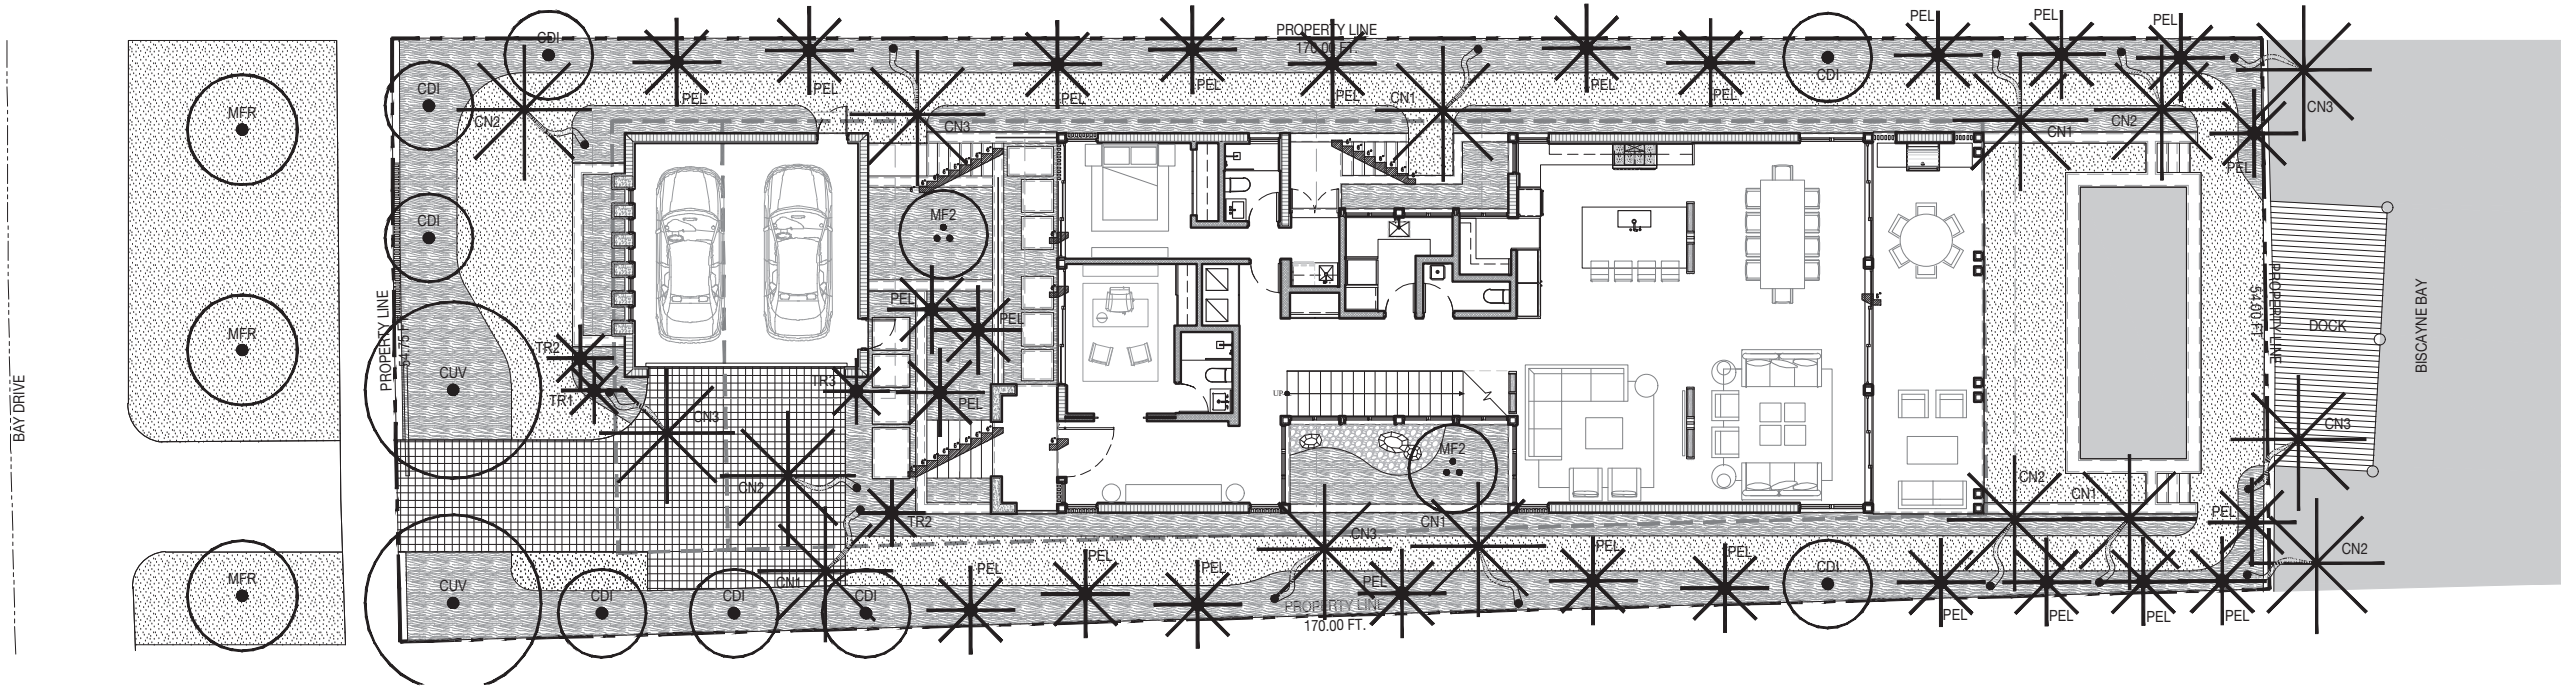 PEL
PEL
PEL
PROPERTY LINE
170.00 FT.
CDI
CDI
CDI
CDI
PEL
PEL
PEL
PEL
PEL
PEL
PEL
CN1
CN3
MFR
CN2
CN3
CN1
CN2
PEL
CDI
MF2
PROPERTY LINE
BISCAYNE BAY
PEL
PEL
PROPERTY LINE
54.00 FT.
DOCK
MFR
TR2
CUV
TR3
TR1
UP
PEL
BAY DRIVE
CN3
CN3
MF2
CN2
CN2
CN1
TR2
CN1
CN3
PEL
CN2
PEL
PEL
PEL
PEL
PEL
PEL
CDI
MFR
CUV
CN1
CDI
CDI
CDI
PROPERTY LINE
170.00 FT.
PEL
PEL
PEL
PEL